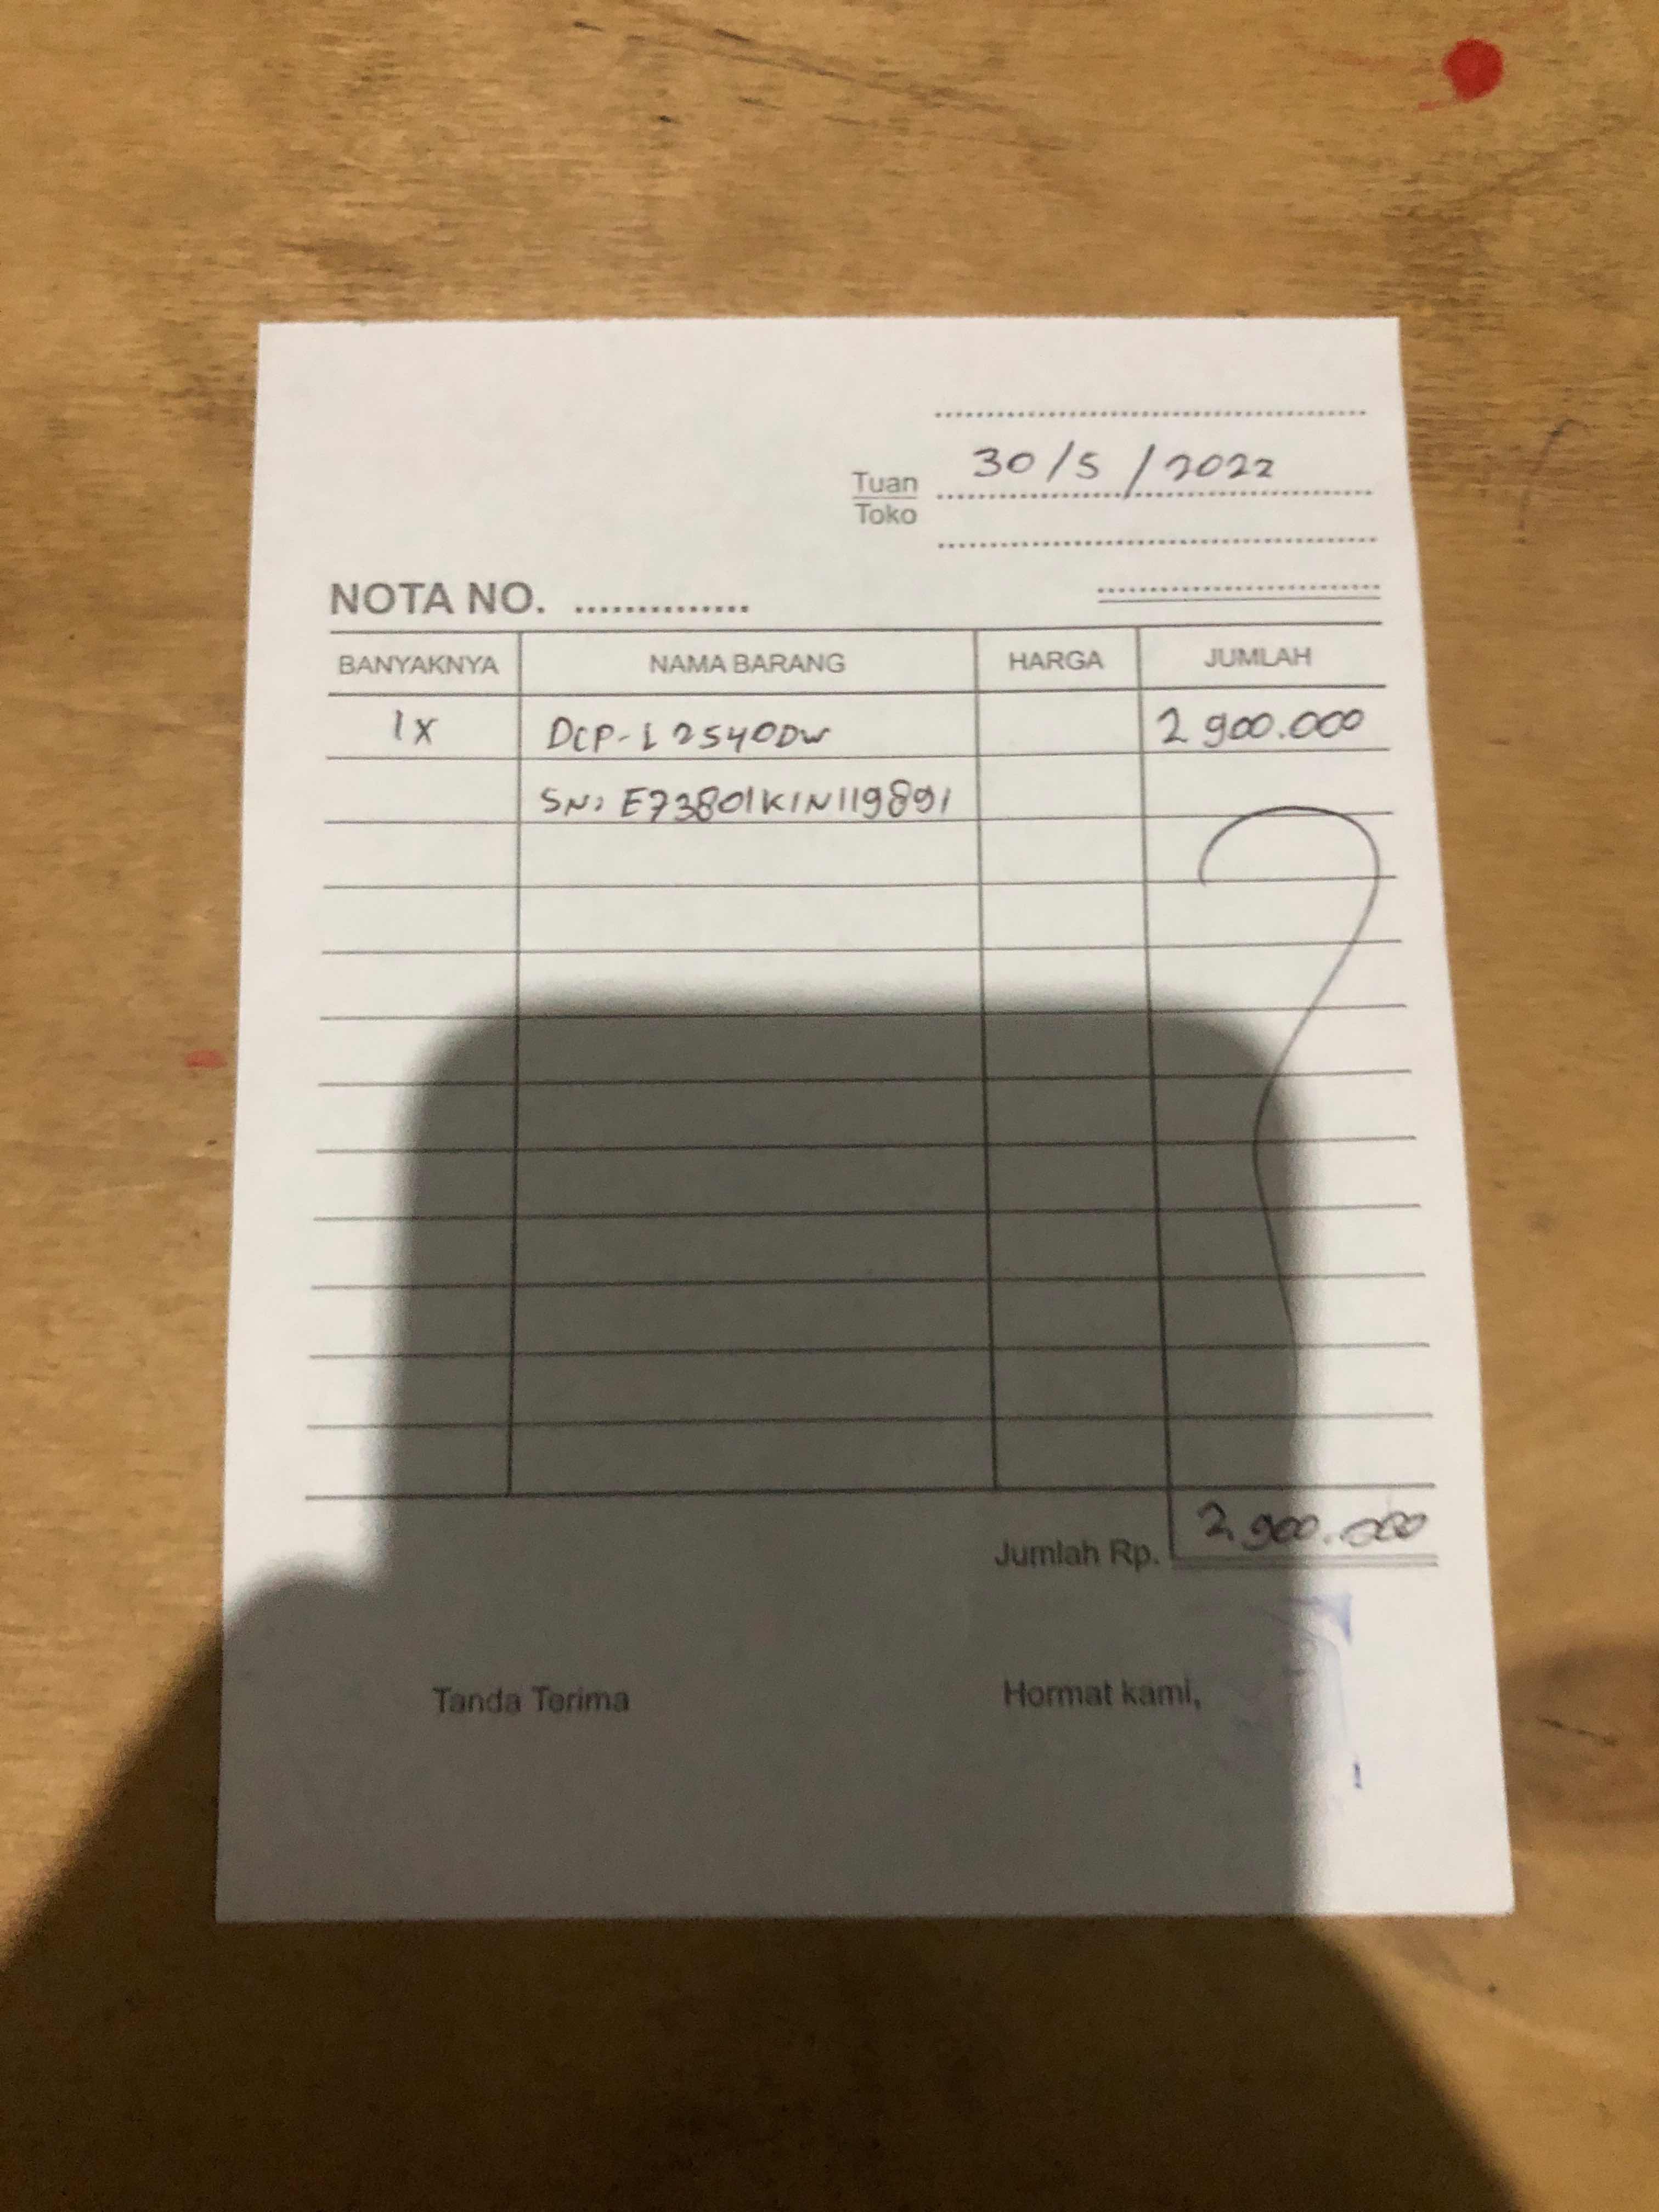 30/5/2022
Tuan
Toko
NOTA NO. ..............
BANYAKNYA NAMA BARANG HARGA JUMLAH
1x DCP-L2540DW 2 900.000
SN: E73801K1N119891
Jumlah Rp. 2.900.000
Tanda Terima Hormat kami,